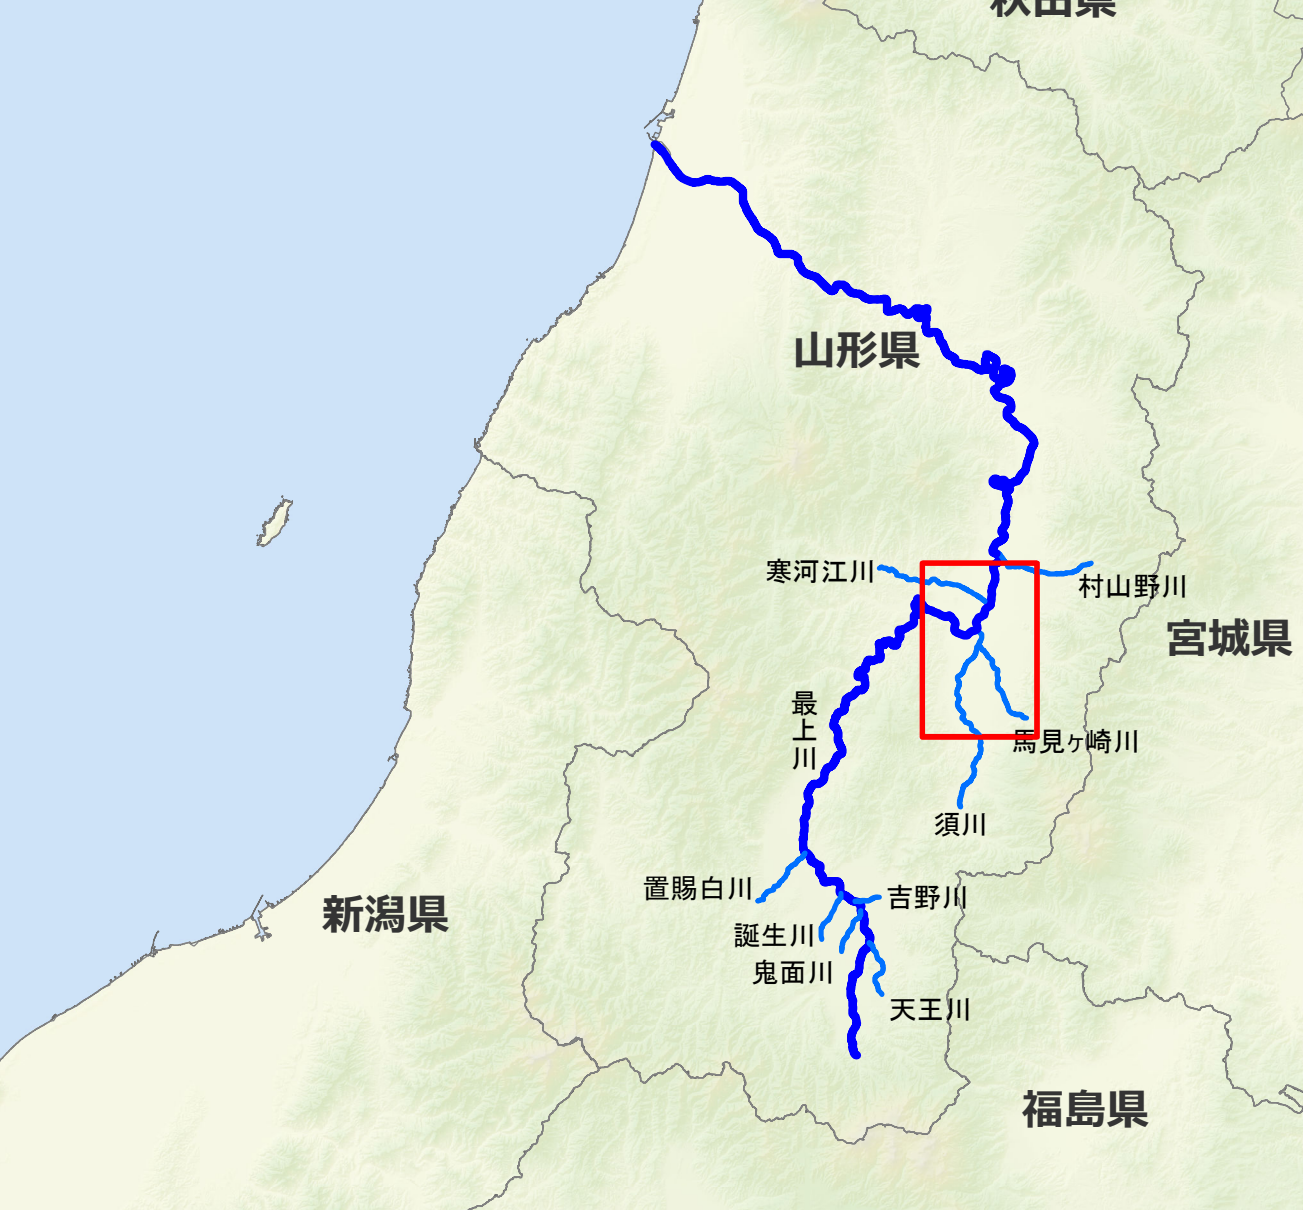 秋田県
山形県
寒河江川
村山野川
宮城県
最上川
馬見ヶ崎川
須川
置賜白川
吉野川
新潟県
誕生川
鬼面川
天王川
福島県